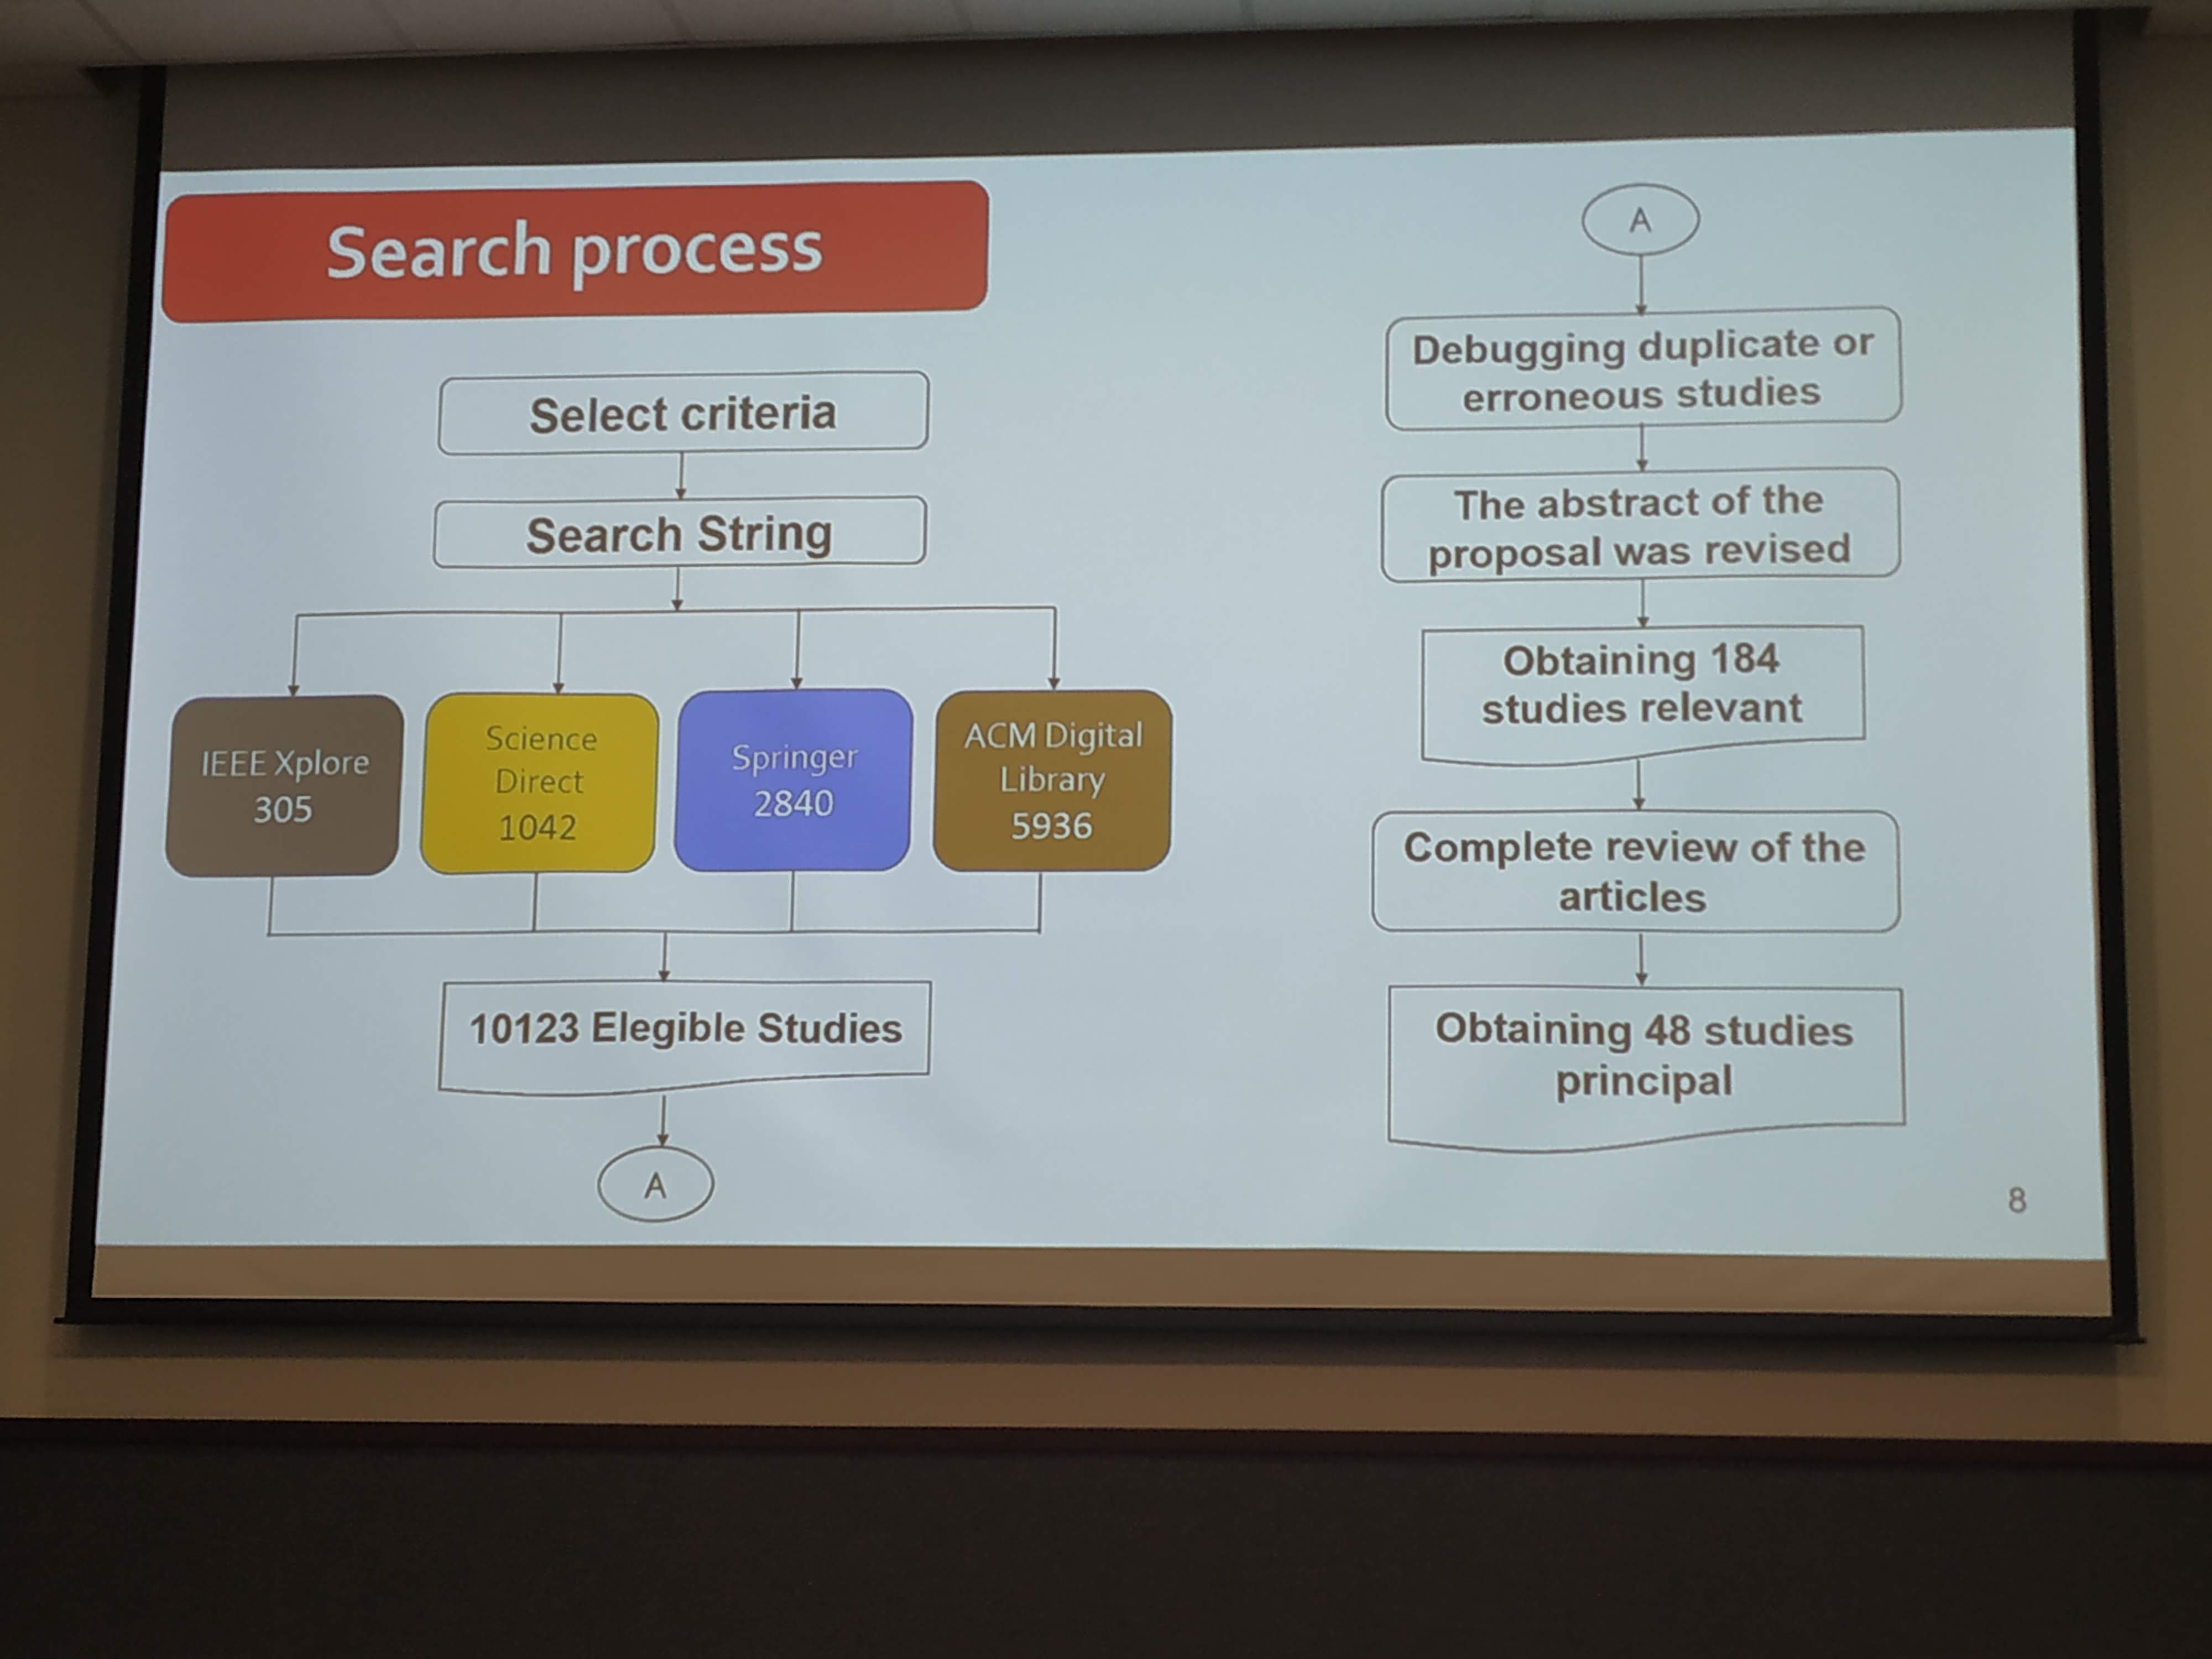 Search process
Select criteria
Search String
IEEE Xplore
305
Science
Direct
1042
Springer
2840
ACM Digital
Library
5936
10123 Elegible Studies
A
A
Debugging duplicate or
erroneous studies
The abstract of the
proposal was revised
Obtaining 184
studies relevant
Complete review of the
articles
Obtaining 48 studies
principal
8